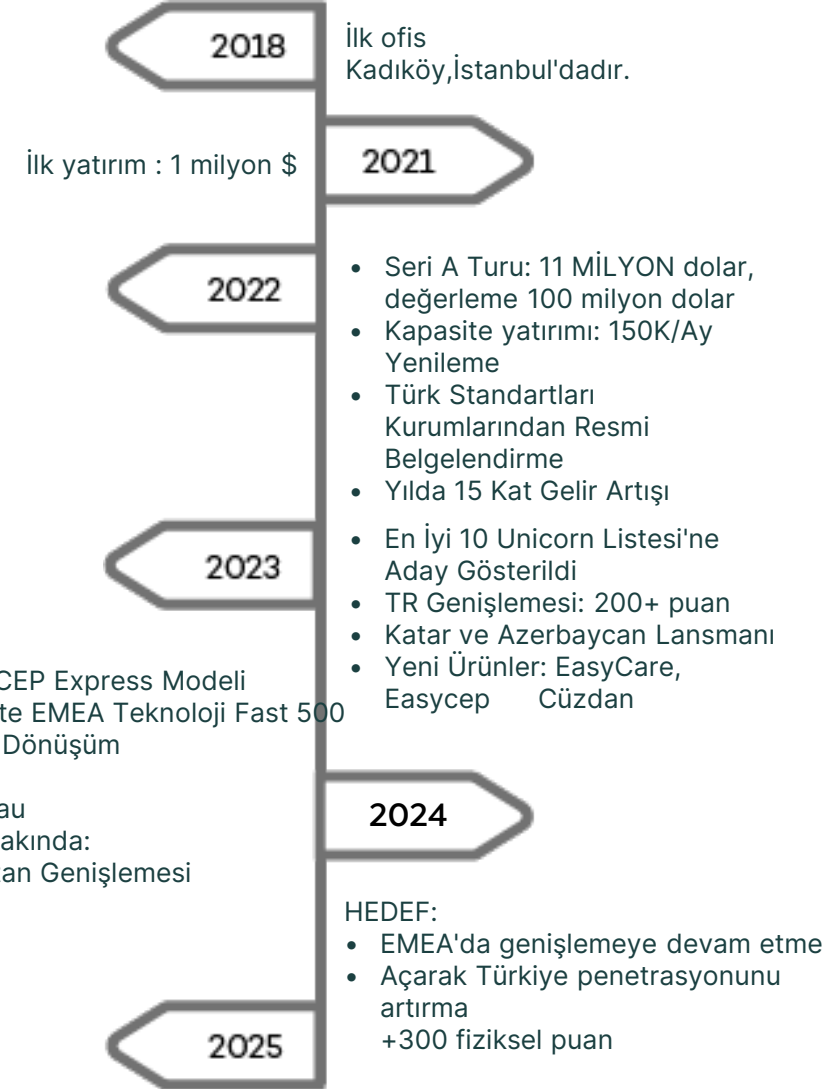 2018
İlk ofis
Kadıköy,İstanbul'dadır.
İlk yatırım : 1 milyon $
2021
2022
• Seri A Turu: 11 MİLYON dolar,
değerleme 100 milyon dolar
• Kapasite yatırımı: 150K/Ay
Yenileme
• Türk Standartları
Kurumlarından Resmi
Belgelendirme
• Yılda 15 Kat Gelir Artışı
2023
• En İyi 10 Unicorn Listesi'ne
Aday Gösterildi
• TR Genişlemesi: 200+ puan
• Katar ve Azerbaycan Lansmanı
• Yeni Ürünler: EasyCare,
Easycep Cüzdan
CEP Express Modeli
te EMEA Teknoloji Fast 500
Dönüşüm
au
akında:
an Genişlemesi
2024
HEDEF:
• EMEA'da genişlemeye devam etme
• Açarak Türkiye penetrasyonunu
artırma
+300 fiziksel puan
2025